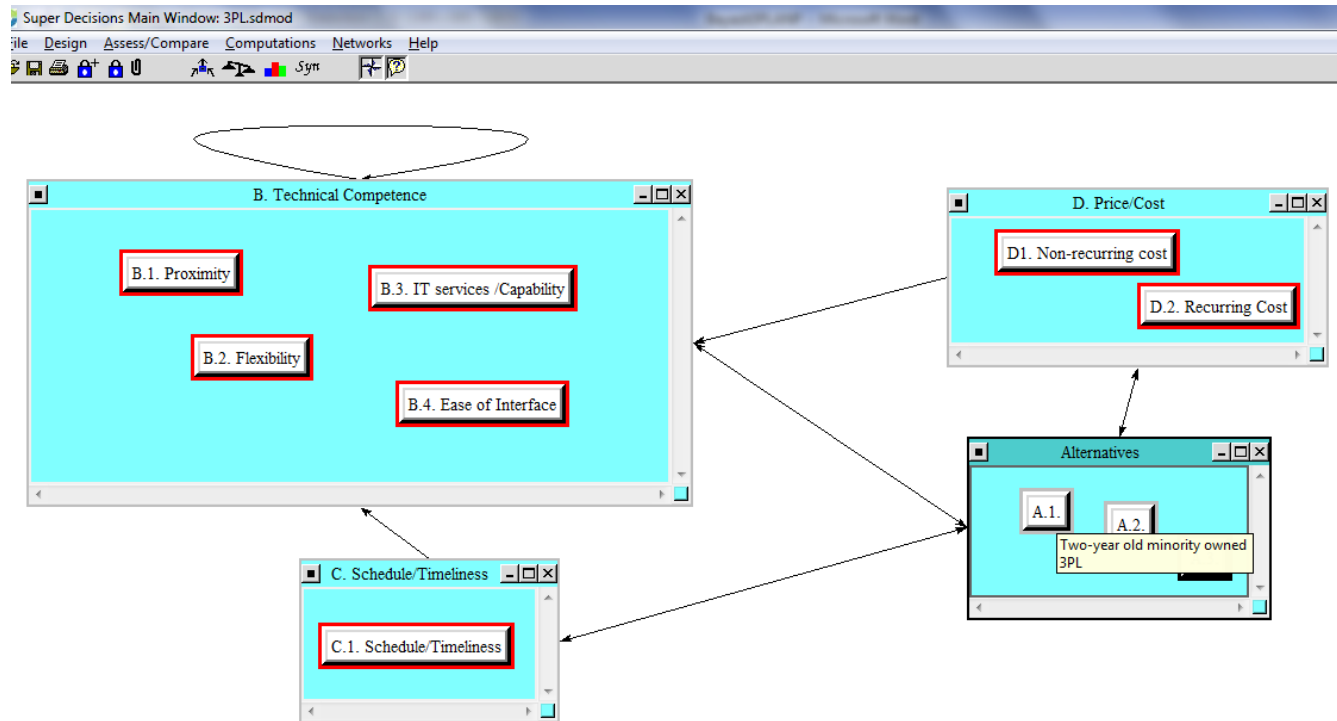 Super Decisions Main Window: 3PL.sdmod
File Design Assess/Compare Computations Networks Help
Syn
B. Technical Competence
B.1. Proximity
B.3. IT services /Capability
B.2. Flexibility
B.4. Ease of Interface
D. Price/Cost
D1. Non-recurring cost
D.2. Recurring Cost
Alternatives
A.1.
A.2.
Two-year old minority owned
3PL
C. Schedule/Timeliness
C.1. Schedule/Timeliness